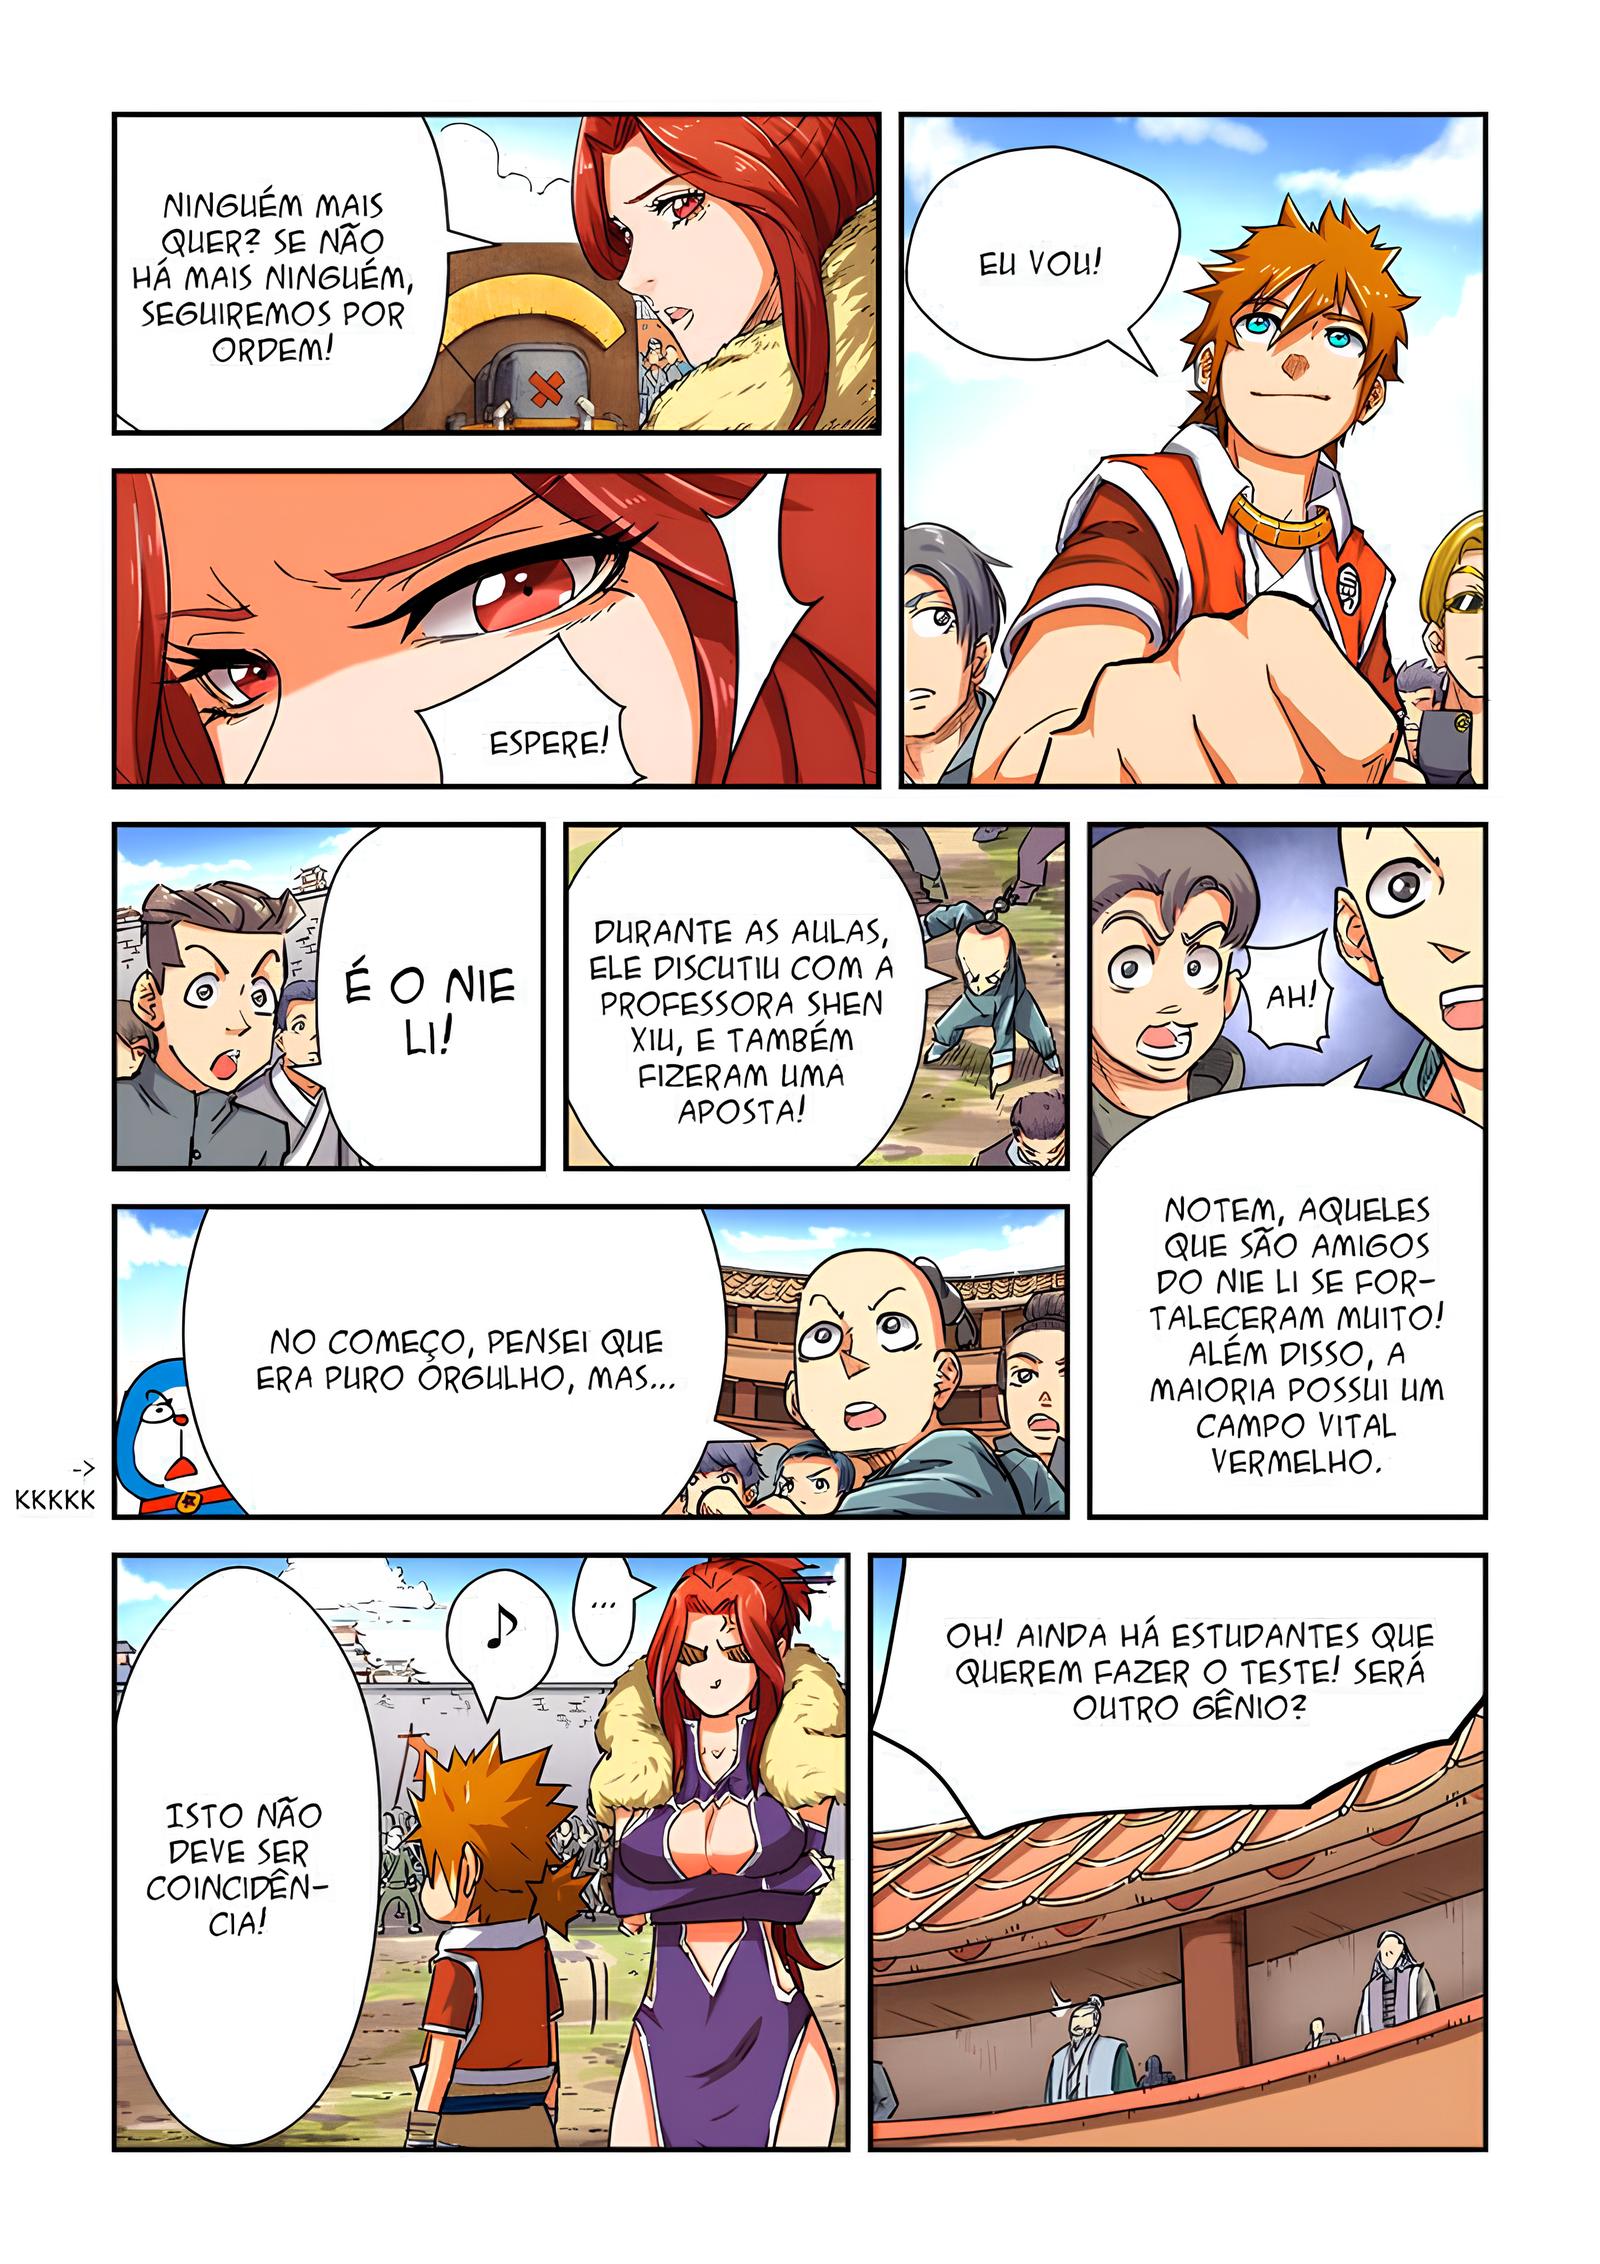 NINGUÉM MAIS
QUER? SE NÃO
HÁ MAIS NINGUÉM,
SEGUIREMOS POR
ORDEM!
ESPERE!
EU VOU!
É O NIE
LI!
DURANTE AS AULAS,
ELE DISCUTIU COM A
PROFESSORA SHEN
XIU, E TAMBÉM
FIZERAM UMA
APOSTA!
AH!
NOTEM, AQUELES
QUE SÃO AMIGOS
DO NIE LI SE FOR-
TALECERAM MUITO!
ALÉM DISSO, A
MAIORIA POSSUI UM
CAMPO VITAL
VERMELHO.
NO COMEÇO, PENSEI QUE
ERA PURO ORGULHO, MAS...
->
KKKKK
ISTO NÃO
DEVE SER
COINCIDÊN-
CIA!
♪
...
OH! AINDA HÁ ESTUDANTES QUE
QUEREM FAZER O TESTE! SERÁ
OUTRO GÊNIO?